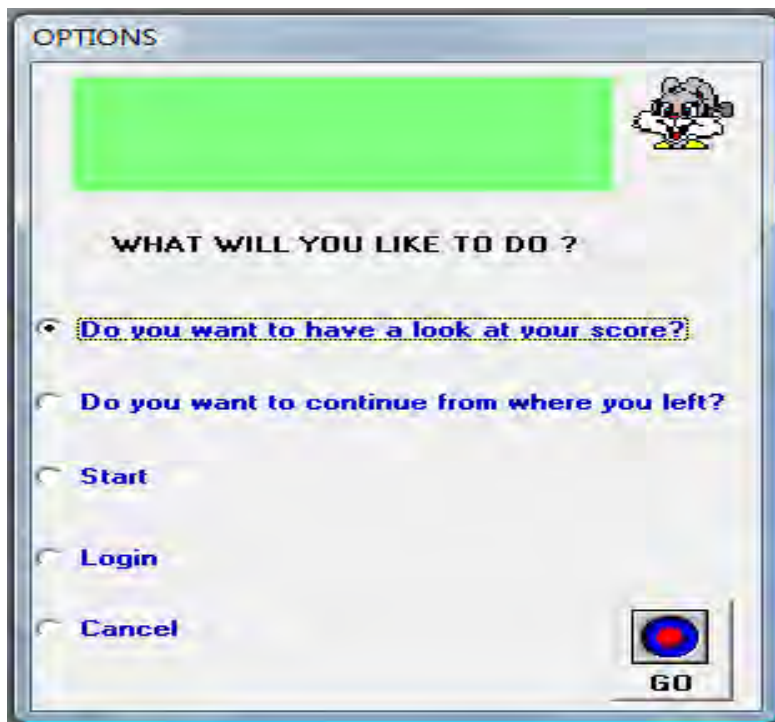 OPTIONS
WHAT WILL YOU LIKE TO DO ?
Do you want to have a look at your score?
Do you want to continue from where you left?
Start
Login
Cancel
GO